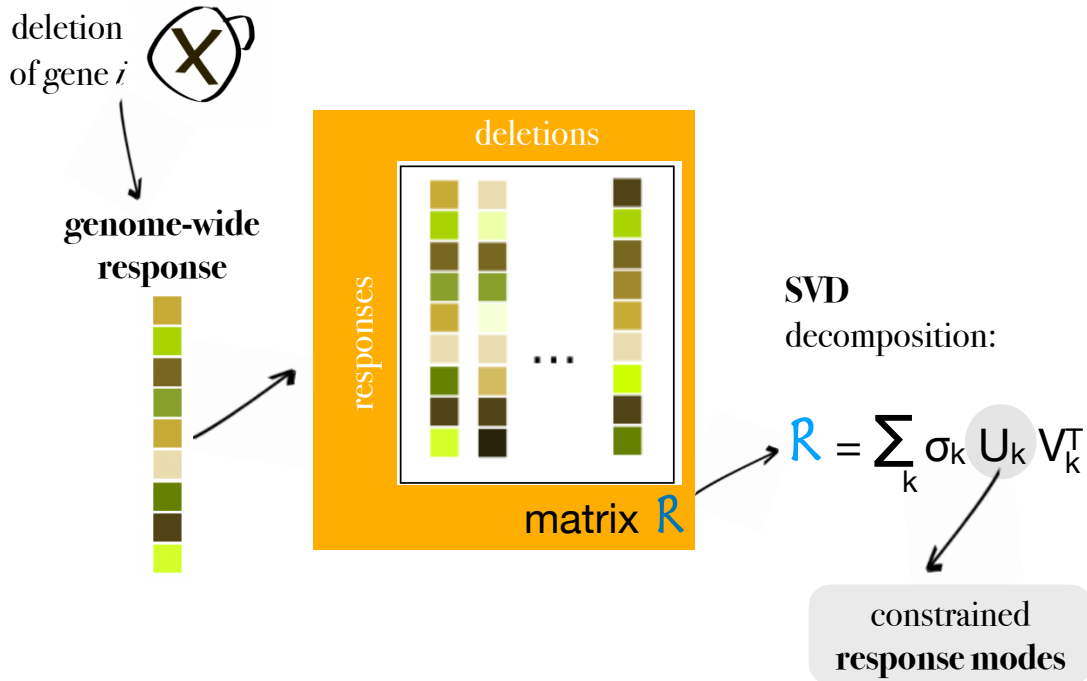 deletion
of gene i
X
genome-wide
response
deletions
responses
...
matrix R
SVD
decomposition:
R = ∑ σk Uk VkT
k
constrained
response modes